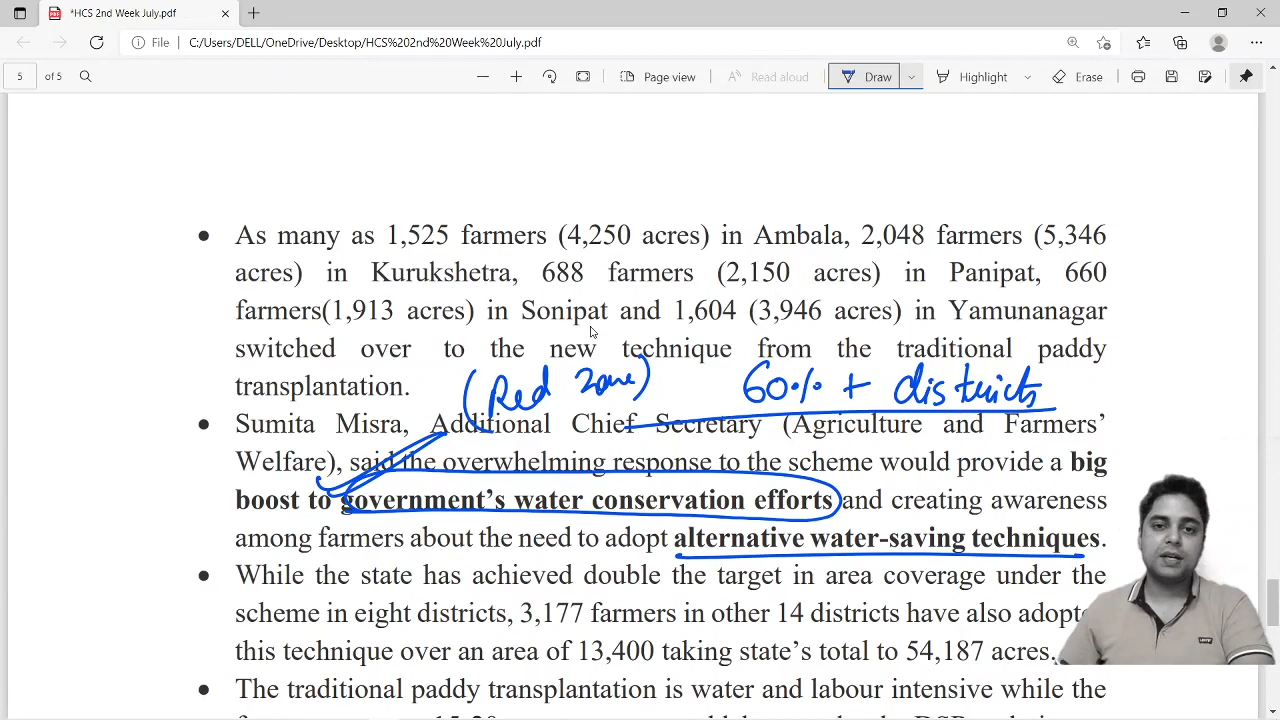 *HCS 2nd Week July.pdf
File C:/Users/DELL/OneDrive/Desktop/HCS%202nd%20Week%20July.pdf
5 of 5 Page view Read aloud Draw Highlight Erase
As many as 1,525 farmers (4,250 acres) in Ambala, 2,048 farmers (5,346
acres) in Kurukshetra, 688 farmers (2,150 acres) in Panipat, 660
farmers(1,913 acres) in Sonipat and 1,604 (3,946 acres) in Yamunanagar
switched over to the new technique from the traditional paddy
transplantation.
(Red zone) 60% + districts
Sumita Misra, Additional Chief Secretary (Agriculture and Farmers'
Welfare), said the overwhelming response to the scheme would provide a big
boost to government's water conservation efforts and creating awareness
among farmers about the need to adopt alternative water-saving techniques.
While the state has achieved double the target in area coverage under the
scheme in eight districts, 3,177 farmers in other 14 districts have also
this technique over an area of 13,400 taking state's total to 54,187 acres.
The traditional paddy transplantation is water and labour intensive while the